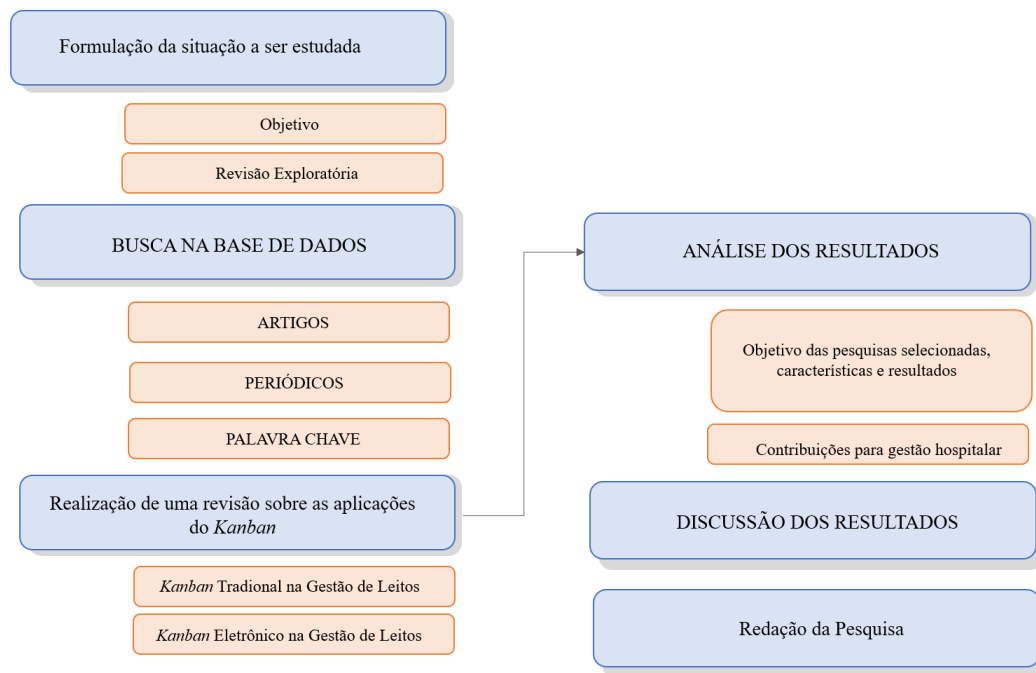 Formulação da situação a ser estudada
Objetivo
Revisão Exploratória
BUSCA NA BASE DE DADOS
ARTIGOS
PERIÓDICOS
PALAVRA CHAVE
Realização de uma revisão sobre as aplicações
do Kanban
Kanban Tradional na Gestão de Leitos
Kanban Eletrônico na Gestão de Leitos
ANÁLISE DOS RESULTADOS
Objetivo das pesquisas selecionadas,
características e resultados
Contribuições para gestão hospitalar
DISCUSSÃO DOS RESULTADOS
Redação da Pesquisa